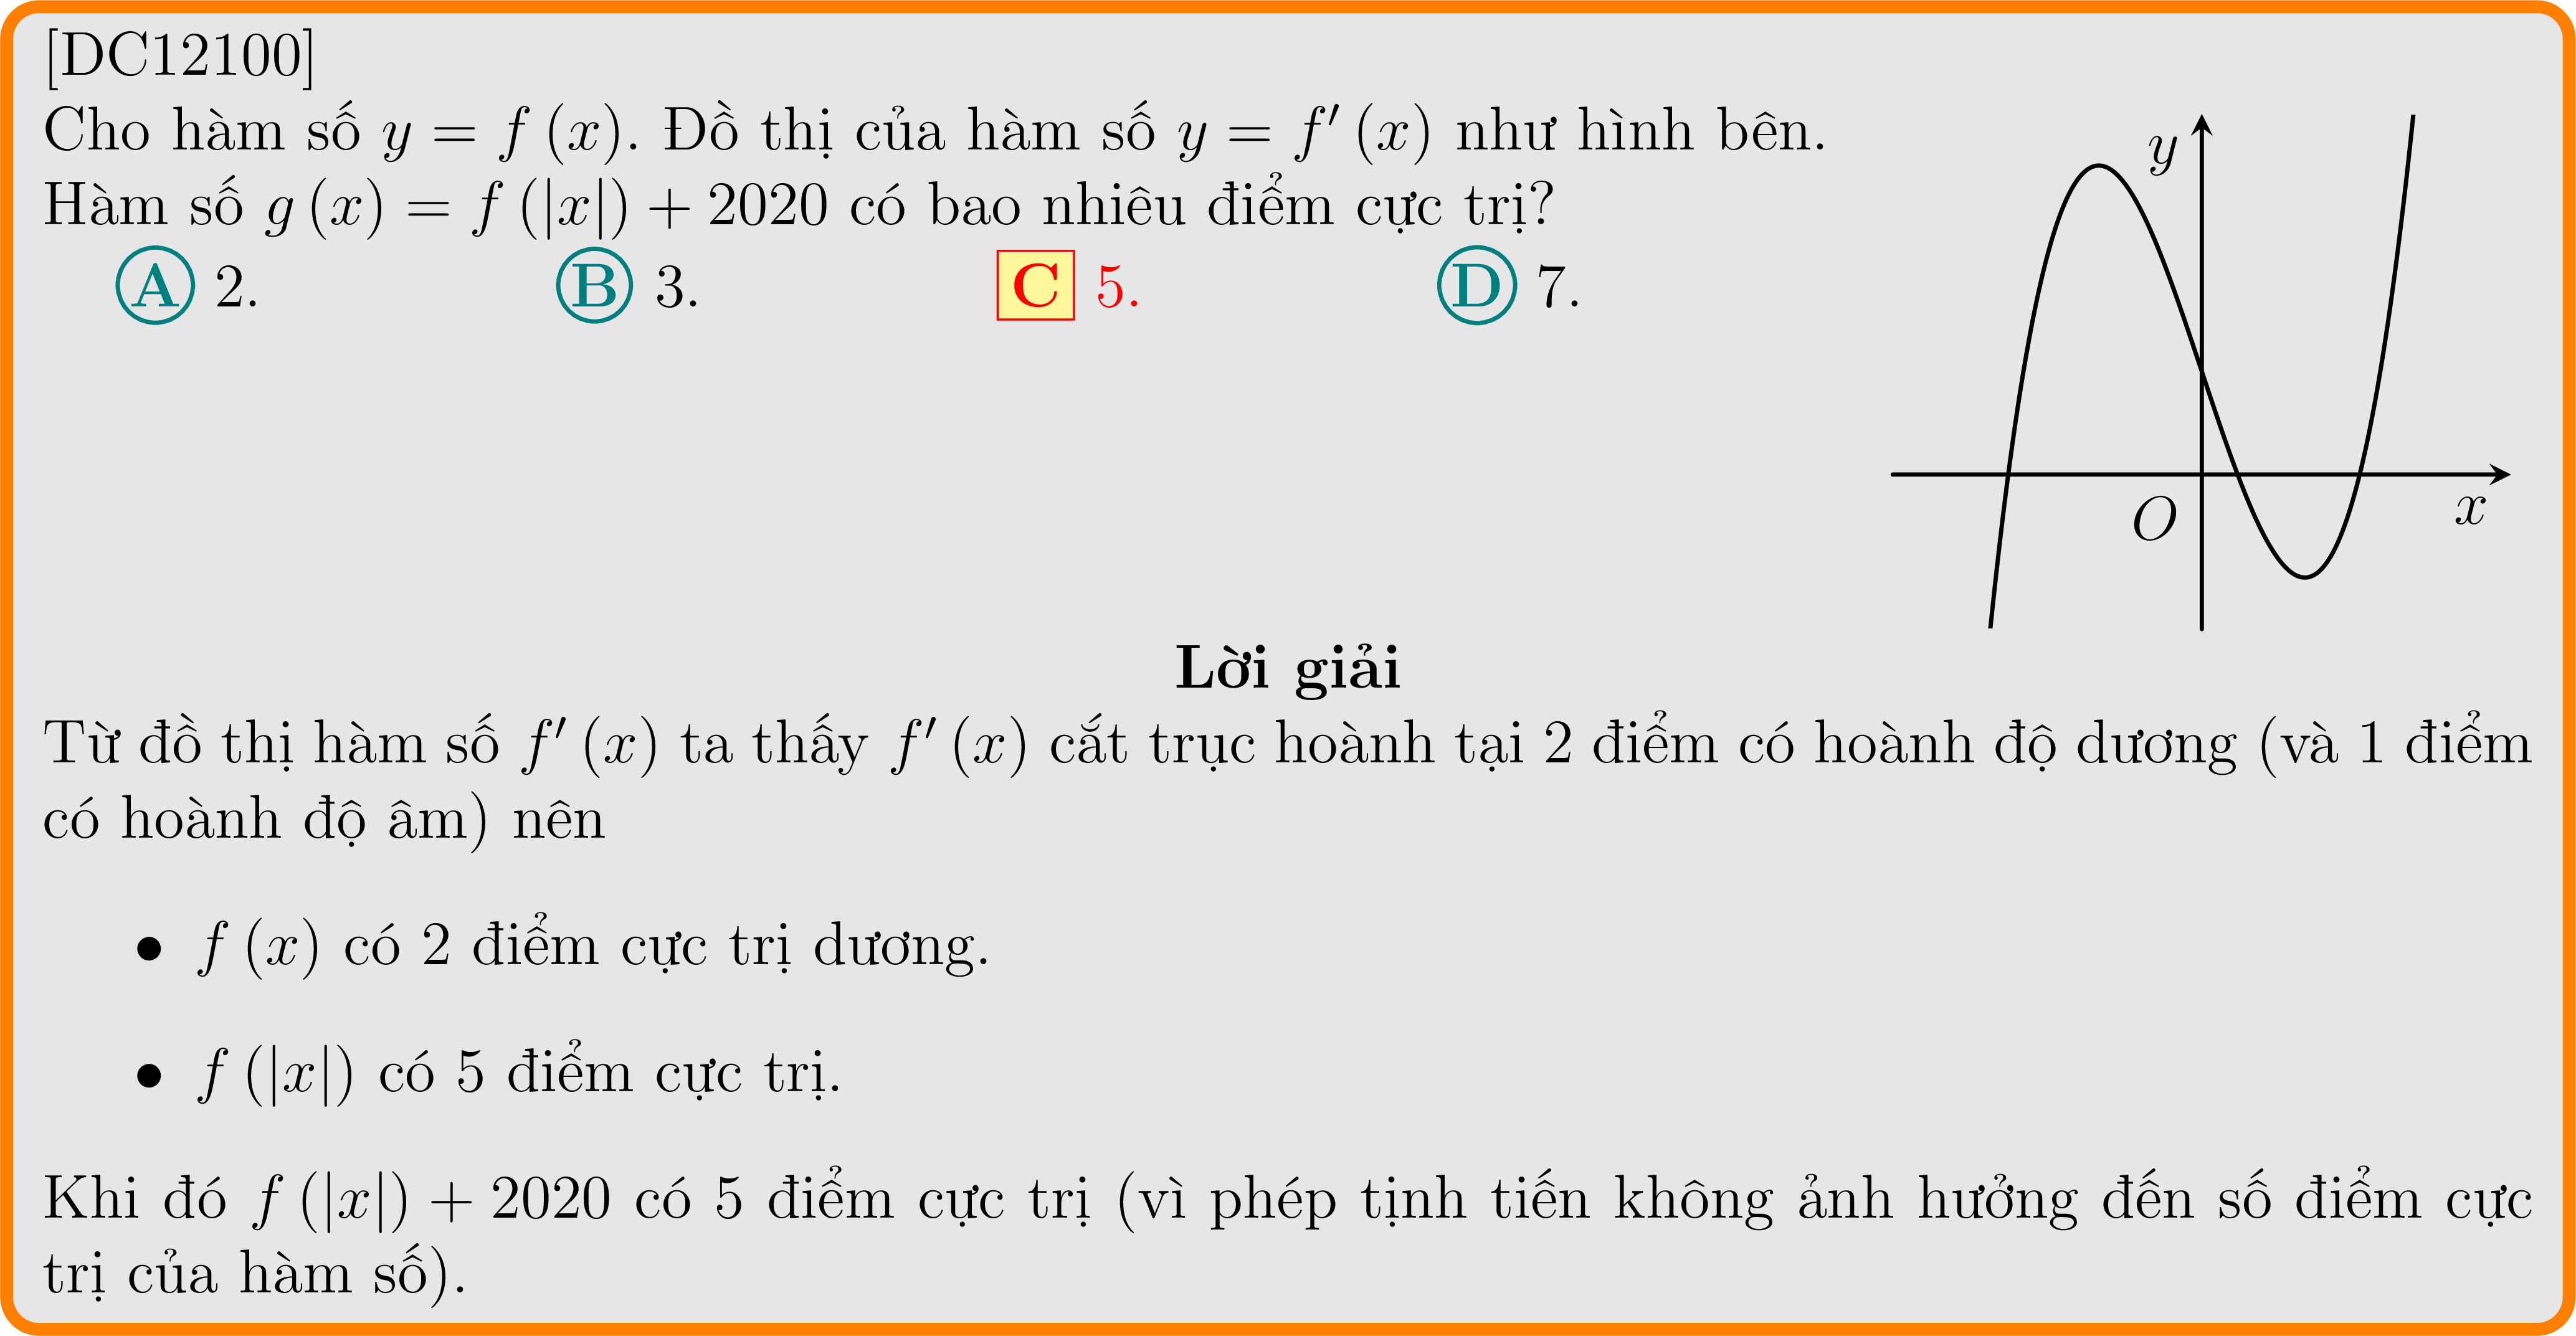 [DC12100]
Cho hàm số y = f (x). Đồ thị của hàm số y = f′ (x) như hình bên.
Hàm số g (x) = f (|x|) + 2020 có bao nhiêu điểm cực trị?
A 2. B 3. C 5. D 7.
y
O
x
Lời giải
Từ đồ thị hàm số f′ (x) ta thấy f′ (x) cắt trục hoành tại 2 điểm có hoành độ dương (và 1 điểm
có hoành độ âm) nên
• f (x) có 2 điểm cực trị dương.
• f (|x|) có 5 điểm cực trị.
Khi đó f (|x|) + 2020 có 5 điểm cực trị (vì phép tịnh tiến không ảnh hưởng đến số điểm cực
trị của hàm số).